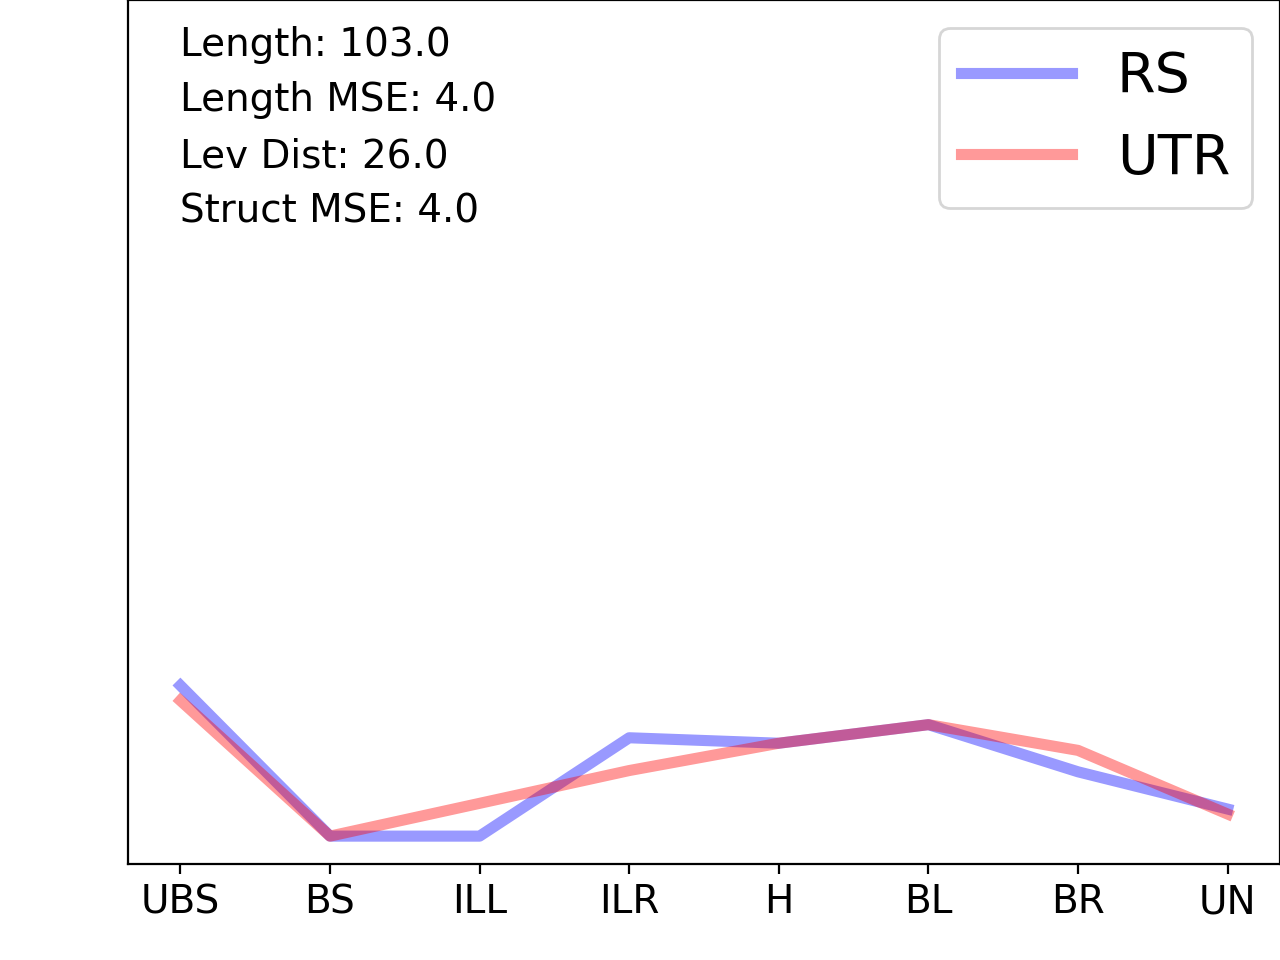 Length: 103.0
Length MSE: 4.0
Lev Dist: 26.0
Struct MSE: 4.0
RS
UTR
UBS BS ILL ILR H BL BR UN